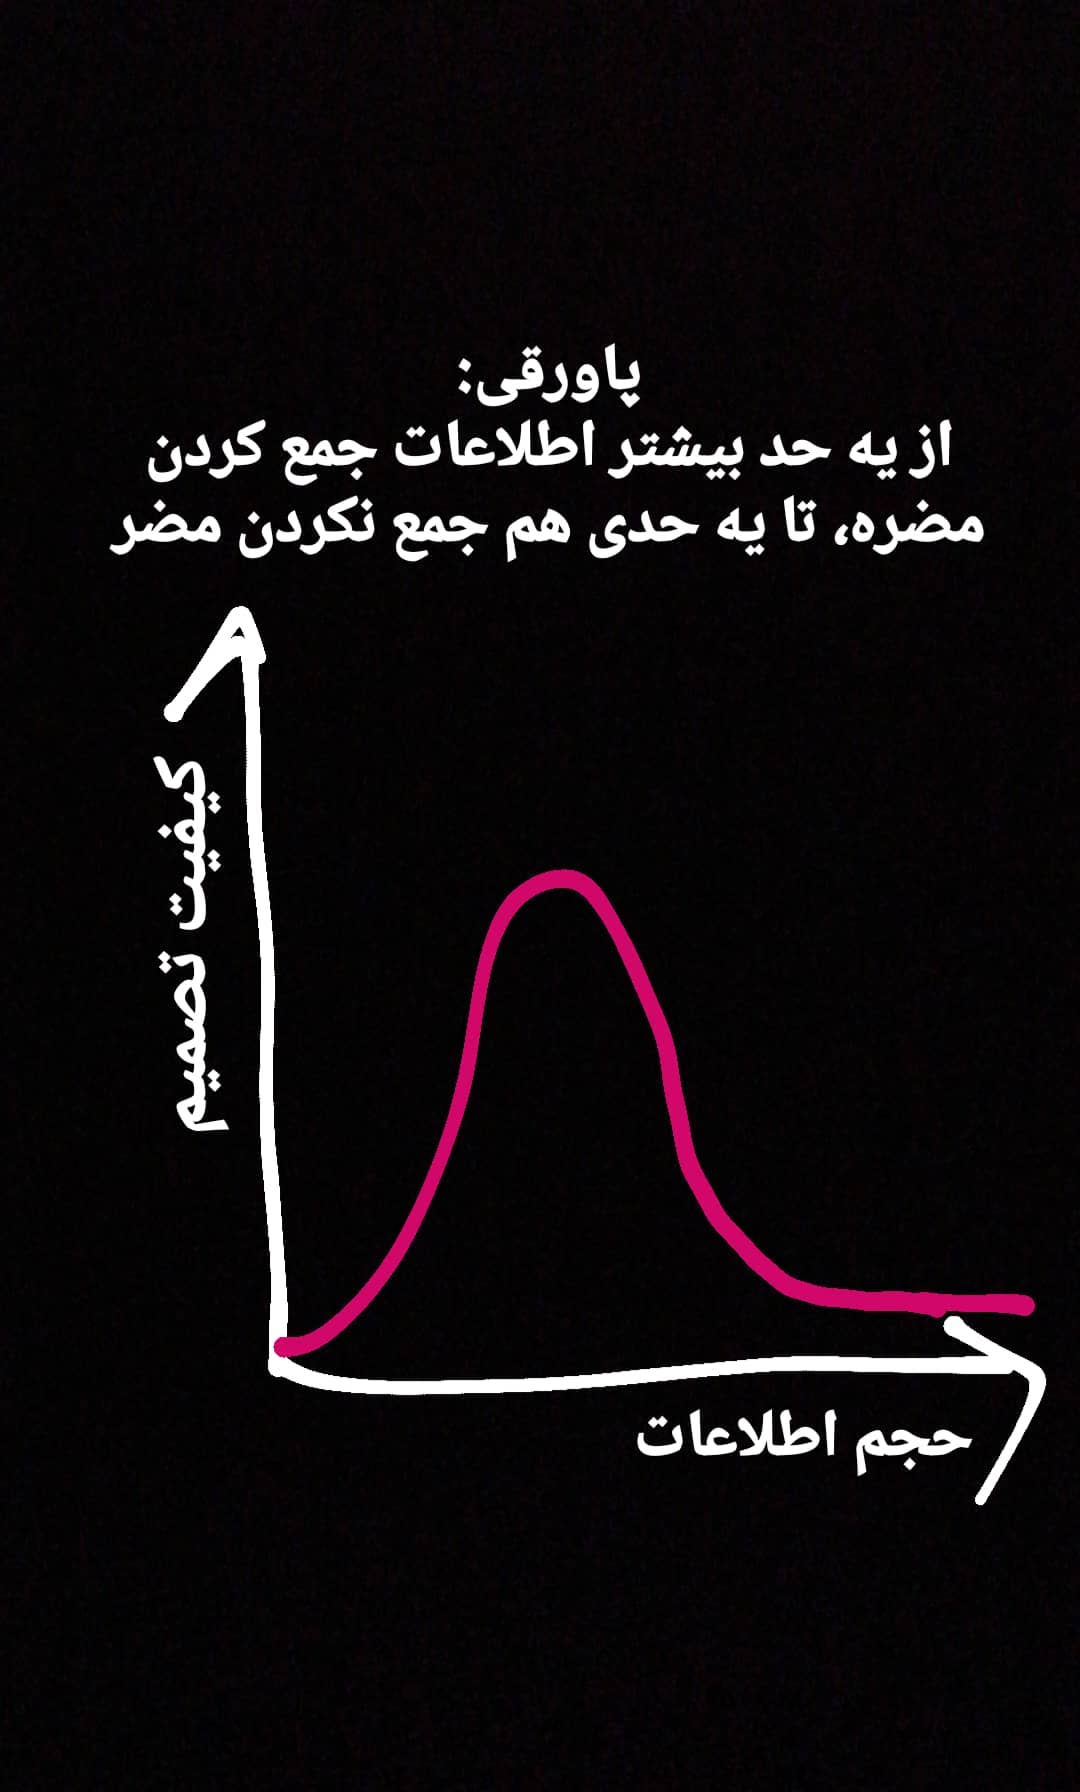 پاورقی:
از یه حد بیشتر اطلاعات جمع کردن
مضره، تا یه حدی هم جمع نکردن مضر
کیفیت تصمیم
حجم اطلاعات